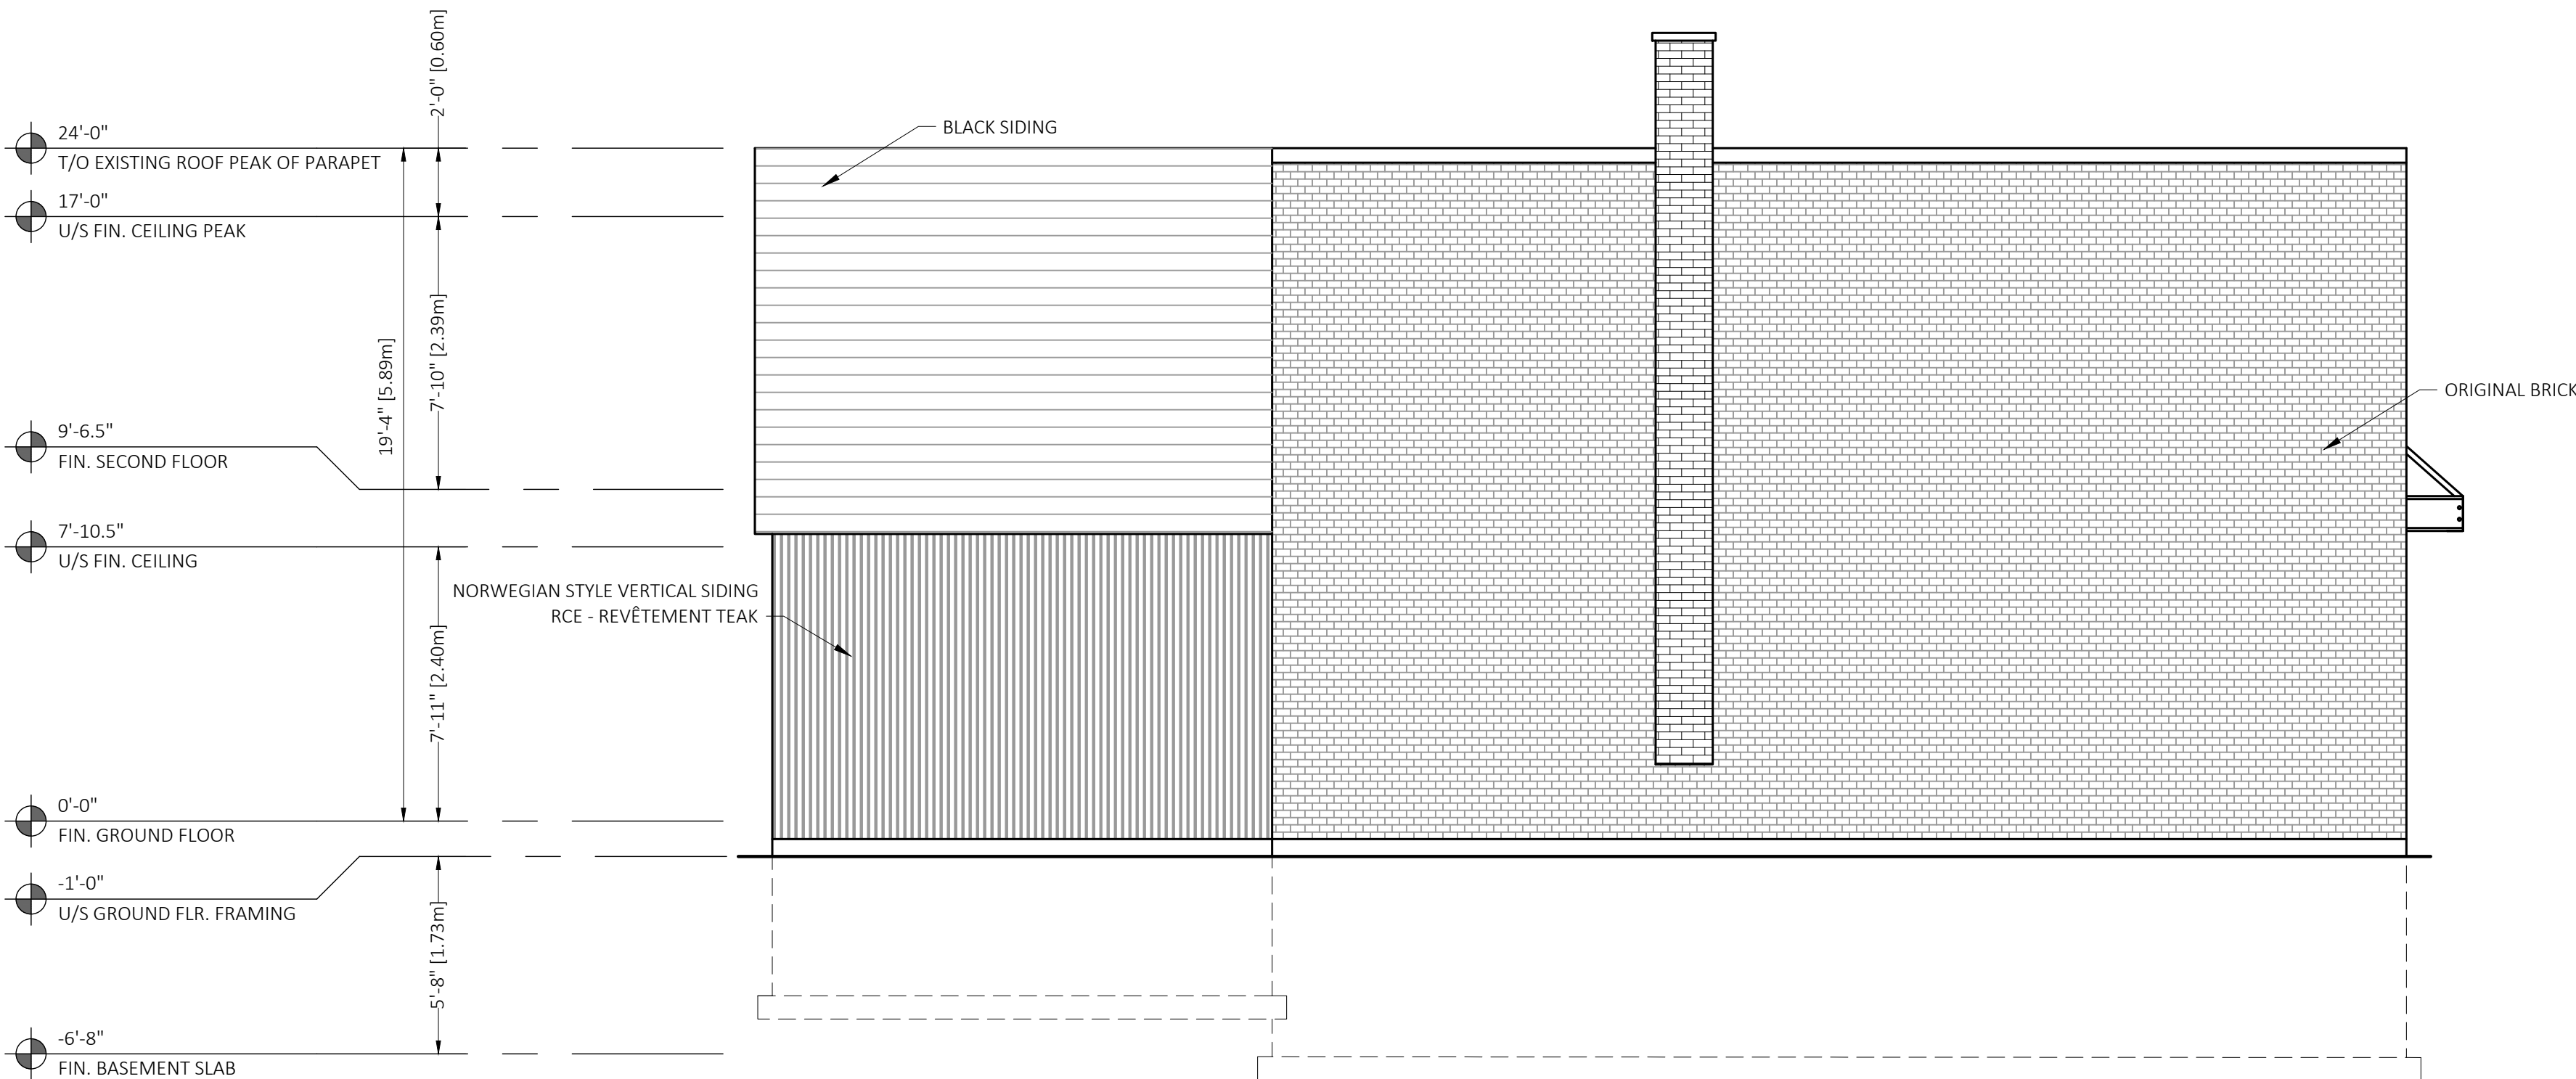 2'-0" [0.60m]
24'-0"
T/O EXISTING ROOF PEAK OF PARAPET
BLACK SIDING
17'-0"
U/S FIN. CEILING PEAK
7'-10" [2.39m]
19'-4" [5.89m]
ORIGINAL BRICK
9'-6.5"
FIN. SECOND FLOOR
7'-10.5"
U/S FIN. CEILING
NORWEGIAN STYLE VERTICAL SIDING
RCE - REVÊTEMENT TEAK
7'-11" [2.40m]
0'-0"
FIN. GROUND FLOOR
-1'-0"
U/S GROUND FLR. FRAMING
5'-8" [1.73m]
-6'-8"
FIN. BASEMENT SLAB